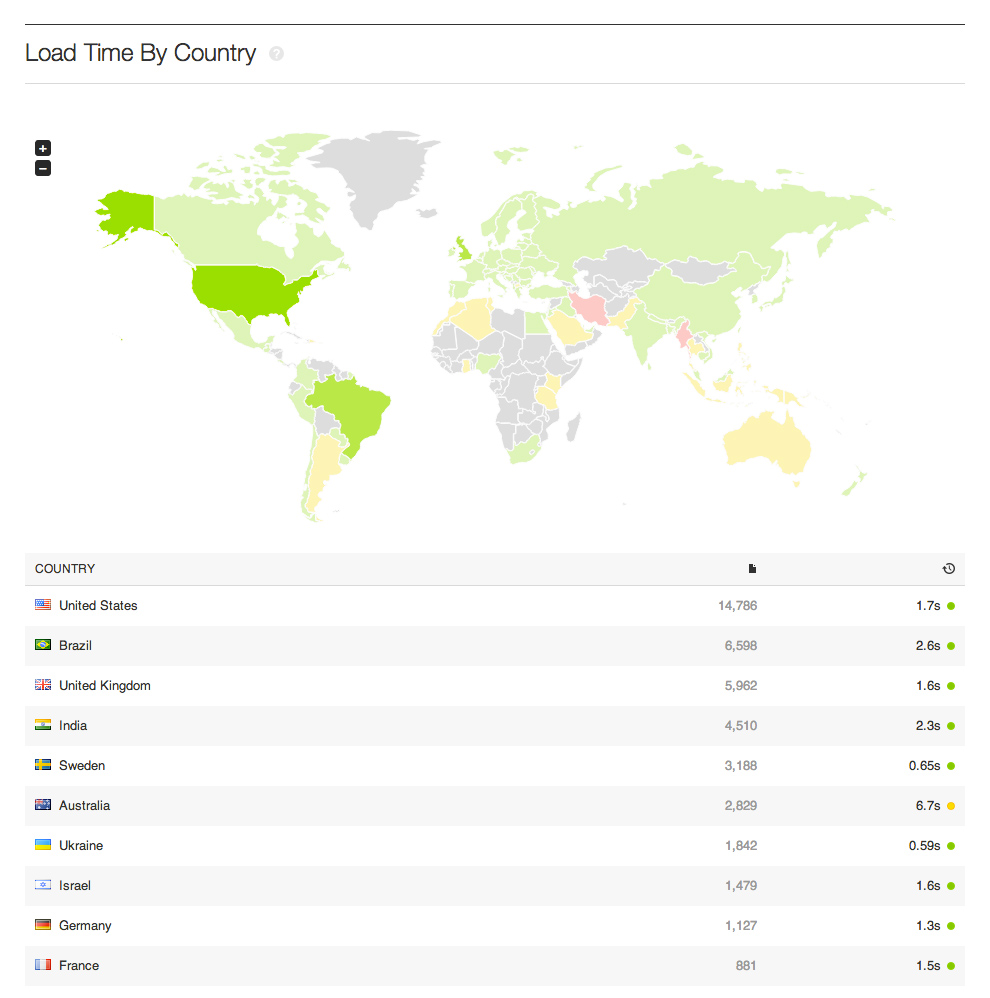 Load Time By Country ?
+
−
COUNTRY
United States 14,786 1.7s
Brazil 6,598 2.6s
United Kingdom 5,962 1.6s
India 4,510 2.3s
Sweden 3,188 0.65s
Australia 2,829 6.7s
Ukraine 1,842 0.59s
Israel 1,479 1.6s
Germany 1,127 1.3s
France 881 1.5s